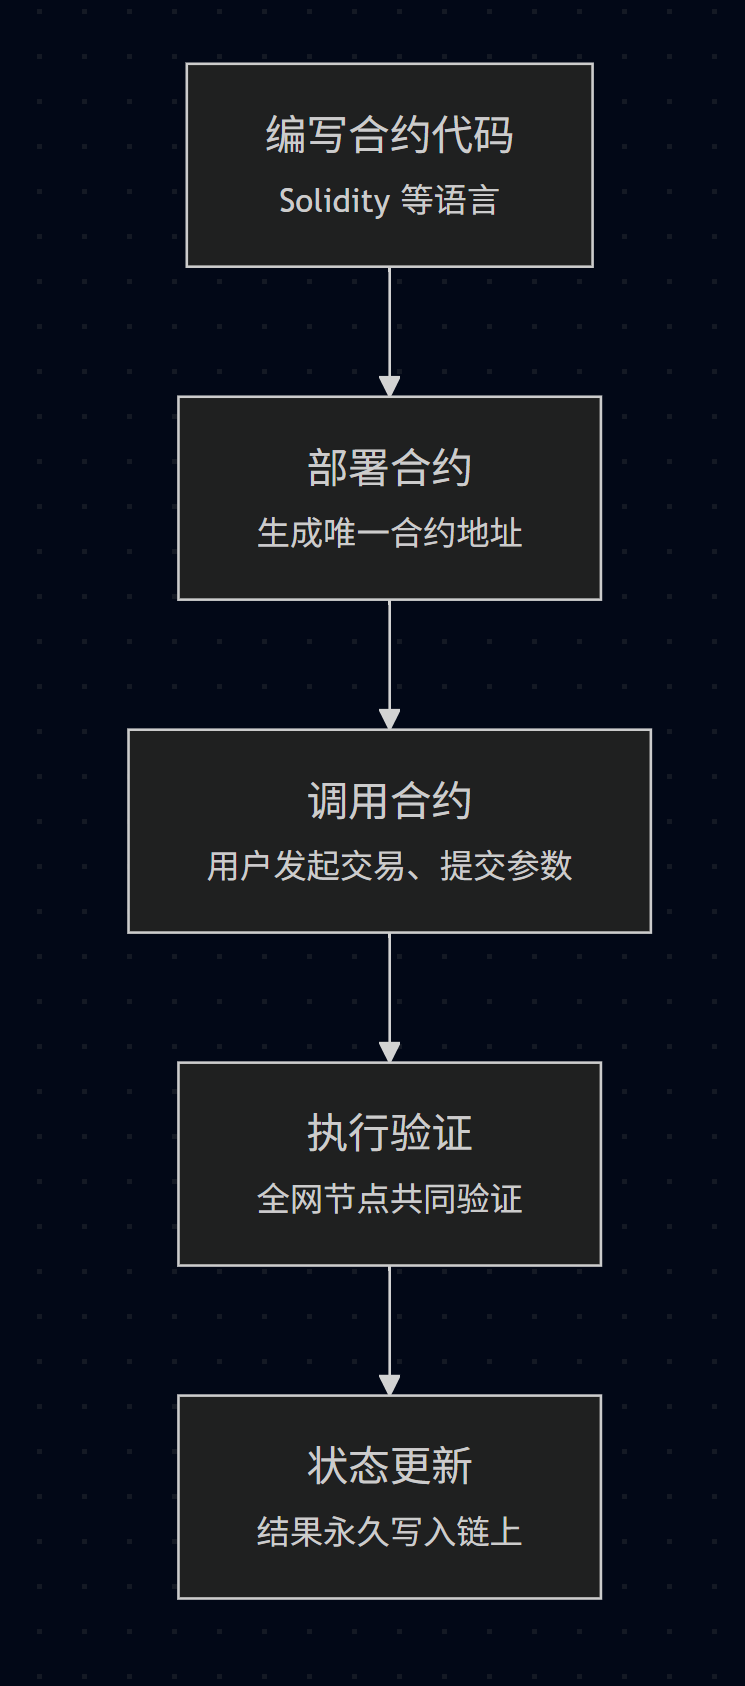 编写合约代码
Solidity 等语言
部署合约
生成唯一合约地址
调用合约
用户发起交易、提交参数
执行验证
全网节点共同验证
状态更新
结果永久写入链上